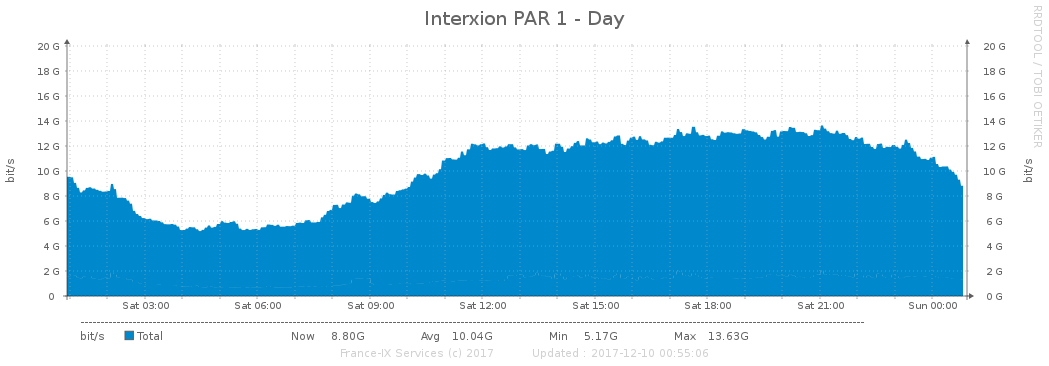 Interxion PAR 1 - Day
RRDTOOL / TOBI OETIKER
bit/s
20 G 20 G
18 G 18 G
16 G 16 G
14 G 14 G
12 G 12 G
10 G 10 G
8 G 8 G
6 G 6 G
4 G 4 G
2 G 2 G
0 0 G
bit/s
Sat 03:00 Sat 06:00 Sat 09:00 Sat 12:00 Sat 15:00 Sat 18:00 Sat 21:00 Sun 00:00
bit/s Total Now 8.80G Avg 10.04G Min 5.17G Max 13.63G
France-IX Services (c) 2017 Updated : 2017-12-10 00:55:06